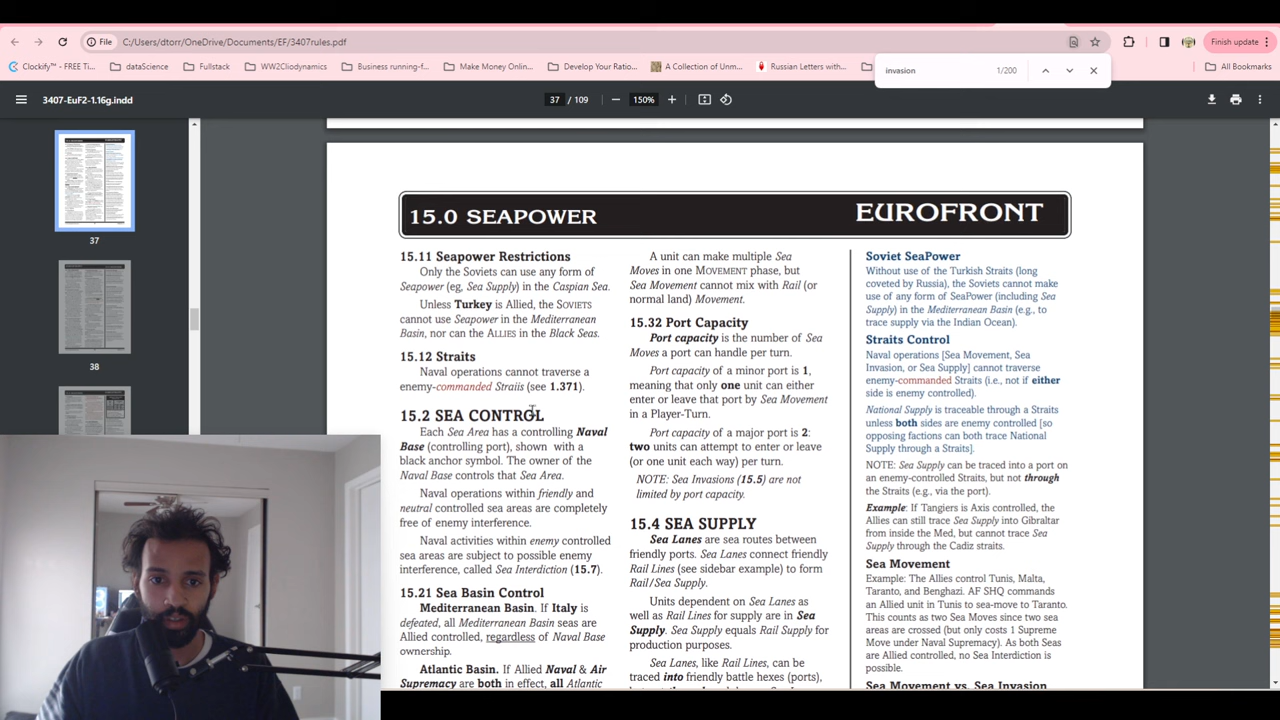 File
C:/Users/dtorr/OneDrive/Documents/EF/3407rules.pdf
Finish update
Clockify™ - FREE Ti...
dataScience
Fullstack
WW2Cliodynamics
Business running-f...
Make Money Onlin...
Develop Your Ratio...
A Collection of Unm...
Russian Letters with...
All Bookmarks
invasion
1/200
3407-EuF2-1.16g.indd
37 / 109
150%
37
38
15.0 SEAPOWER
EUROFRONT
15.11 Seapower Restrictions
Only the Soviets can use any form of
Seapower (eg, Sea Supply) in the Caspian Sea.
Unless Turkey is Allied, the SOVIETS
cannot use Seapower in the Mediterranean
Basin, nor can the ALLIES in the Black Seas.
15.12 Straits
Naval operations cannot traverse a
enemy-commanded Straits (see 1.371).
15.2 SEA CONTROL
Each Sea Area has a controlling Naval
Base (controlling port), shown with a
black anchor symbol. The owner of the
Naval Base controls that Sea Area.
Naval operations within friendly and
neutral controlled sea areas are completely
free of enemy interference.
Naval activities within enemy controlled
sea areas are subject to possible enemy
interference, called Sea Interdiction (15.7).
15.21 Sea Basin Control
Mediterranean Basin. If Italy is
defeated, all Mediterranean Basin seas are
Allied controlled, regardless of Naval Base
ownership.
Atlantic Basin. If Allied Naval & Air
Supremacy are both in effect, all Atlantic
A unit can make multiple Sea
Moves in one MOVEMENT phase, but
Sea Movement cannot mix with Rail (or
normal land) Movement.
15.32 Port Capacity
Port capacity is the number of Sea
Moves a port can handle per turn.
Port capacity of a minor port is 1,
meaning that only one unit can either
enter or leave that port by Sea Movement
in a Player-Turn.
Port capacity of a major port is 2:
two units can attempt to enter or leave
(or one unit each way) per turn.
NOTE: Sea Invasions (15.5) are not
limited by port capacity.
15.4 SEA SUPPLY
Sea Lanes are sea routes between
friendly ports. Sea Lanes connect friendly
Rail Lines (see sidebar example) to form
Rail/Sea Supply.
Units dependent on Sea Lanes as
well as Rail Lines for supply are in Sea
Supply. Sea Supply equals Rail Supply for
production purposes.
Sea Lanes, like Rail Lines, can be
traced into friendly battle hexes (ports),
Soviet SeaPower
Without use of the Turkish Straits (long
coveted by Russia), the Soviets cannot make
use of any form of SeaPower (including Sea
Supply) in the Mediterranean Basin (e.g., to
trace supply via the Indian Ocean).
Straits Control
Naval operations [Sea Movement, Sea
Invasion, or Sea Supply] cannot traverse
enemy-commanded Straits (i.e., not if either
side is enemy controlled).
National Supply is traceable through a Straits
unless both sides are enemy controlled [so
opposing factions can both trace National
Supply through a Straits].
NOTE: Sea Supply can be traced into a port on
an enemy-controlled Straits, but not through
the Straits (e.g., via the port).
Example: If Tangiers is Axis controlled, the
Allies can still trace Sea Supply into Gibraltar
from inside the Med, but cannot trace Sea
Supply through the Cadiz straits.
Sea Movement
Example: The Allies control Tunis, Malta,
Taranto, and Benghazi. AF SHQ commands
an Allied unit in Tunis to sea-move to Taranto.
This counts as two Sea Moves since two sea
areas are crossed (but only costs 1 Supreme
Move under Naval Supremacy). As both Seas
are Allied controlled, no Sea Interdiction is
possible.
Sea Movement vs. Sea Invasion